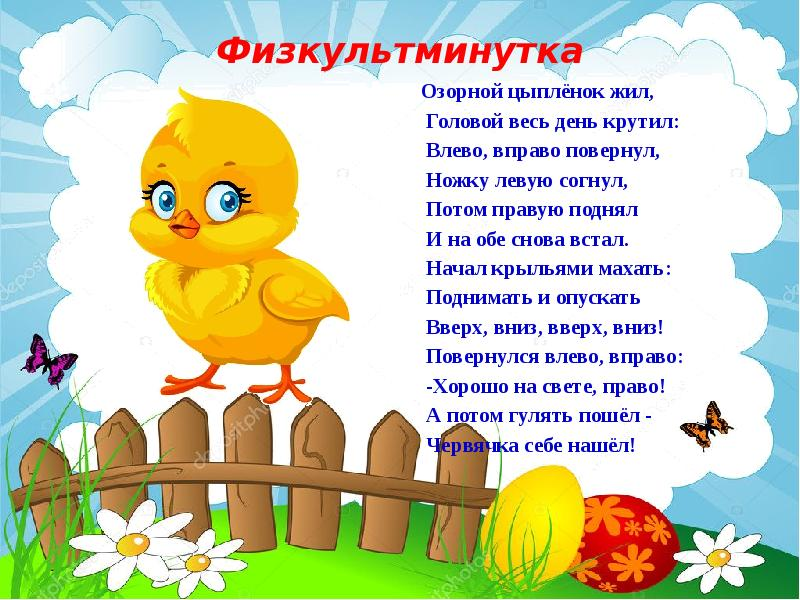 Физкультминутка
Озорной цыплёнок жил,
Головой весь день крутил:
Влево, вправо повернул,
Ножку левую согнул,
Потом правую поднял
И на обе снова встал.
Начал крыльями махать:
Поднимать и опускать
Вверх, вниз, вверх, вниз!
Повернулся влево, вправо:
-Хорошо на свете, право!
А потом гулять пошёл -
Червячка себе нашёл!